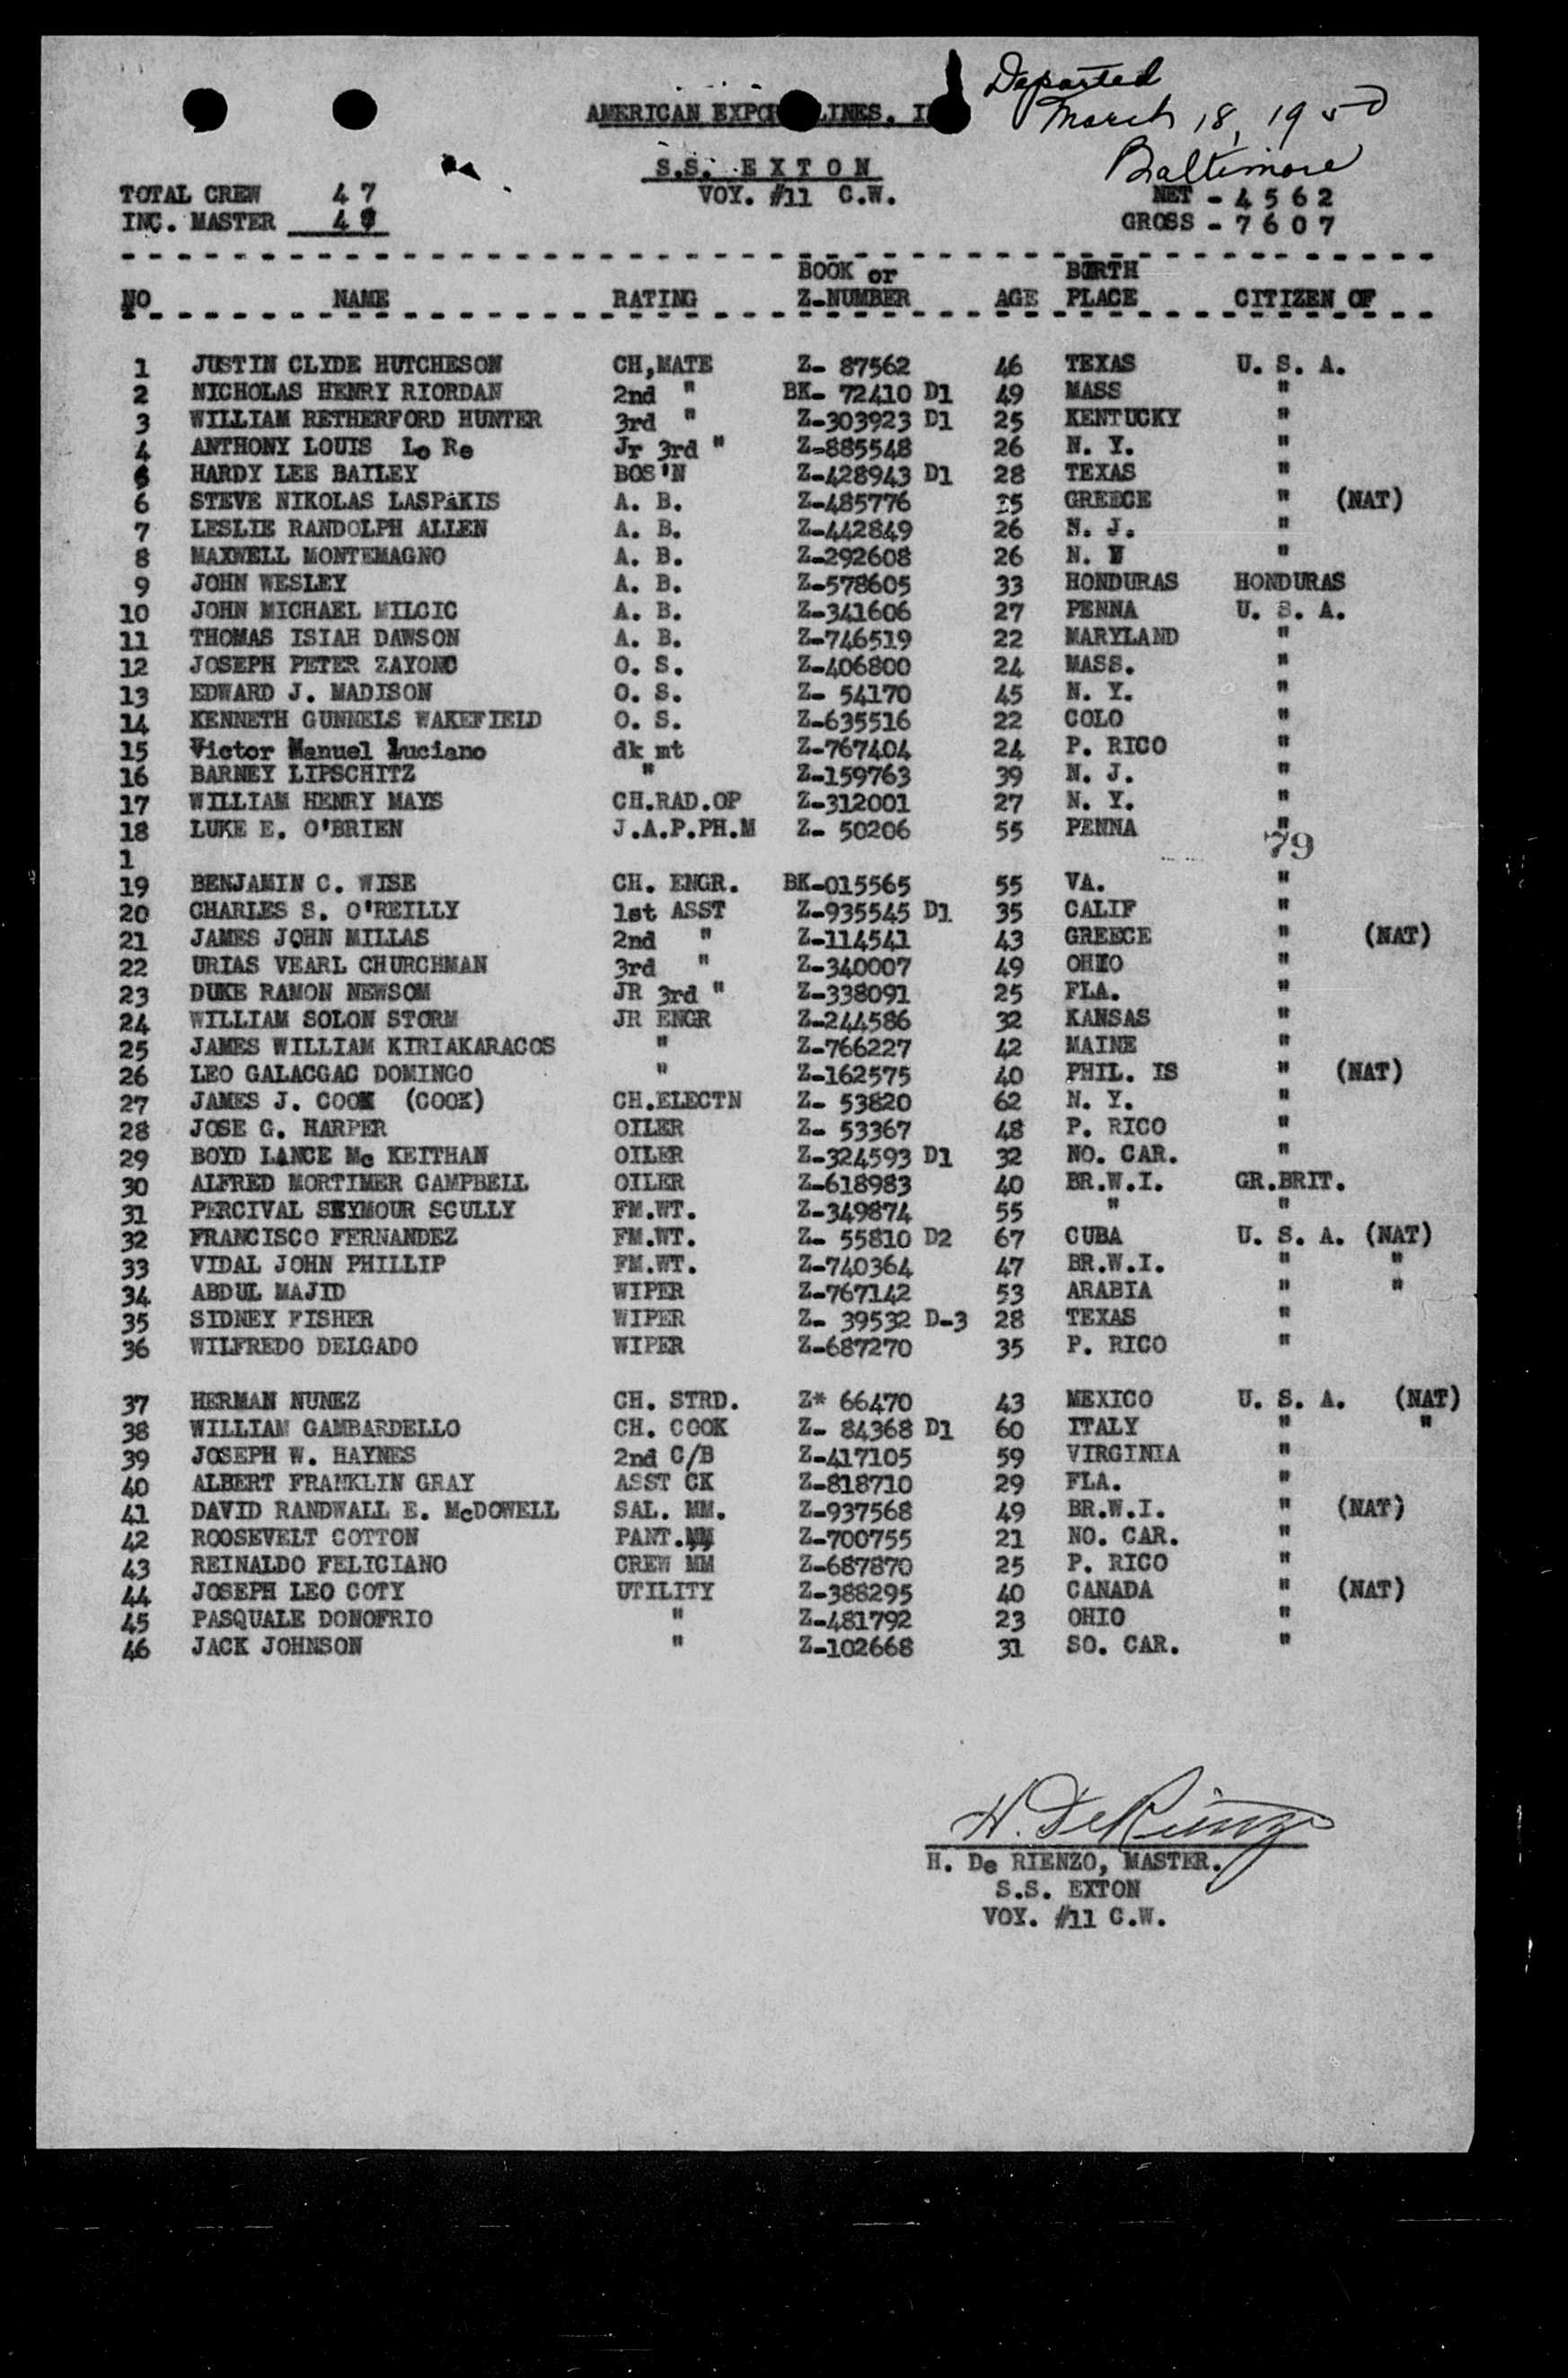 Departed
March 18, 1950
Baltimore
AMERICAN EXPO LINES, I
S.S. EXTON
TOTAL CREW 47 VOY. #11 C.W. NET - 4562
INC. MASTER GROSS - 7607
BOOK or BIRTH
NO NAME RATING Z-NUMBER AGE PLACE CITIZEN OF
1 JUSTIN CLYDE HUTCHESON CH,MATE Z- 87562 46 TEXAS U. S. A.
2 NICHOLAS HENRY RIORDAN 2nd " BK- 72410 D1 49 MASS "
3 WILLIAM RETHERFORD HUNTER 3rd " Z-303923 D1 25 KENTUCKY "
4 ANTHONY LOUIS Lo Re Jr 3rd " Z-885548 26 N. Y. "
5 HARDY LEE BAILEY BOS'N Z-428943 D1 28 TEXAS "
6 STEVE NIKOLAS LASPAKIS A. B. Z-485776 GREECE " (NAT)
7 LESLIE RANDOLPH ALLEN A. B. Z-442849 26 N. J. "
8 MAXWELL MONTEMAGNO A. B. Z-292608 26 N. "
9 JOHN WESLEY A. B. Z-578605 33 HONDURAS HONDURAS
10 JOHN MICHAEL MILCIC A. B. Z-341606 27 PENNA U. S. A.
11 THOMAS ISIAH DAWSON A. B. Z-746519 22 MARYLAND "
12 JOSEPH PETER ZAYONC O. S. Z-406800 24 MASS. "
13 EDWARD J. MADISON O. S. Z- 54170 45 N. Y. "
14 KENNETH GUNNELS WAKEFIELD O. S. Z-635516 22 COLO "
15 Victor Manuel Luciano dk mt Z-767404 24 P. RICO "
16 BARNEY LIPSCHITZ " Z-159763 39 N. J. "
17 WILLIAM HENRY MAYS CH.RAD.OP Z-312001 27 N. Y. "
18 LUKE E. O'BRIEN J.A.P.PH.M Z- 50206 55 PENNA "
1 79
19 BENJAMIN C. WISE CH. ENGR. BK-015565 55 VA. "
20 CHARLES S. O'REILLY 1st ASST Z-935545 D1 35 CALIF "
21 JAMES JOHN MILLAS 2nd " Z-114541 43 GREECE " (NAT)
22 URIAS VEARL CHURCHMAN 3rd " Z-340007 49 OHIO "
23 DUKE RAMON NEWSOM JR 3rd " Z-338091 25 FLA. "
24 WILLIAM SOLON STORM JR ENGR Z-244586 32 KANSAS "
25 JAMES WILLIAM KIRIAKARACOS " Z-766227 42 MAINE "
26 LEO GALACGAC DOMINGO " Z-162575 40 PHIL. IS " (NAT)
27 JAMES J. COOK (COOK) CH.ELECTN Z- 53820 62 N. Y. "
28 JOSE G. HARPER OILER Z- 53367 48 P. RICO "
29 BOYD LANCE Mc KEITHAN OILER Z-324593 D1 32 NO. CAR. "
30 ALFRED MORTIMER CAMPBELL OILER Z-618983 40 BR.W.I. GR.BRIT.
31 PERCIVAL SEYMOUR SCULLY FM.WT. Z-349874 55 " "
32 FRANCISCO FERNANDEZ FM.WT. Z- 55810 D2 67 CUBA U. S. A. (NAT)
33 VIDAL JOHN PHILLIP FM.WT. Z-740364 47 BR.W.I. " "
34 ABDUL MAJID WIPER Z-767142 53 ARABIA " "
35 SIDNEY FISHER WIPER Z- 39532 D-3 28 TEXAS "
36 WILFREDO DELGADO WIPER Z-687270 35 P. RICO "
37 HERMAN NUNEZ CH. STRD. Z* 66470 43 MEXICO U. S. A. (NAT)
38 WILLIAM GAMBARDELLO CH. COOK Z- 84368 D1 60 ITALY " "
39 JOSEPH W. HAYNES 2nd C/B Z-417105 59 VIRGINIA "
40 ALBERT FRANKLIN GRAY ASST CK Z-818710 29 FLA. "
41 DAVID RANDWALL E. McDOWELL SAL. MM. Z-937568 49 BR.W.I. " (NAT)
42 ROOSEVELT COTTON PANT.MM Z-700755 21 NO. CAR. "
43 REINALDO FELICIANO CREW MM Z-687870 25 P. RICO "
44 JOSEPH LEO COTY UTILITY Z-388295 40 CANADA " (NAT)
45 PASQUALE DONOFRIO " Z-481792 23 OHIO "
46 JACK JOHNSON " Z-102668 31 SO. CAR. "
H. De Rienzo
H. De RIENZO, MASTER.
S.S. EXTON
VOY. #11 C.W.